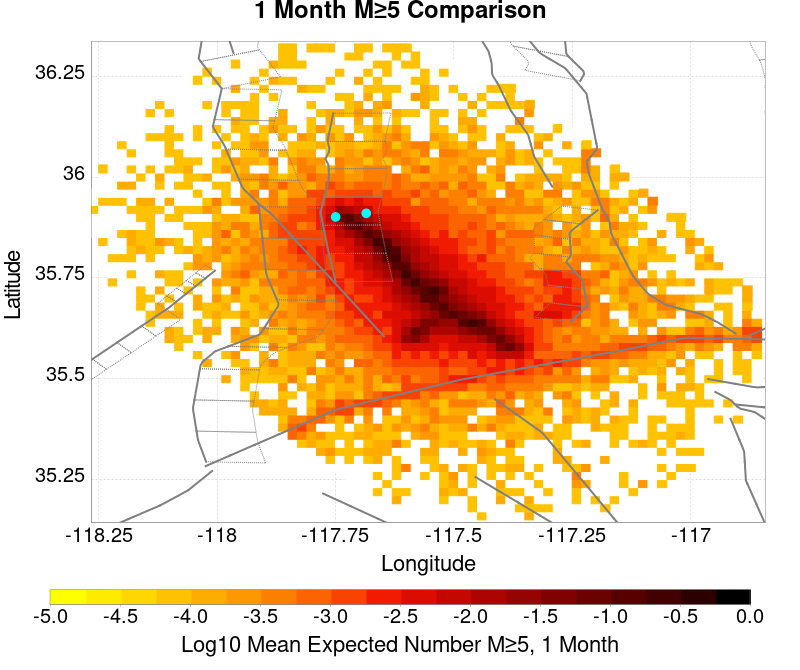 1 Month M≥5 Comparison
36.25
36
35.75
35.5
35.25
Latitude
-118.25 -118 -117.75 -117.5 -117.25 -117
Longitude
-5.0 -4.5 -4.0 -3.5 -3.0 -2.5 -2.0 -1.5 -1.0 -0.5 0.0
Log10 Mean Expected Number M≥5, 1 Month